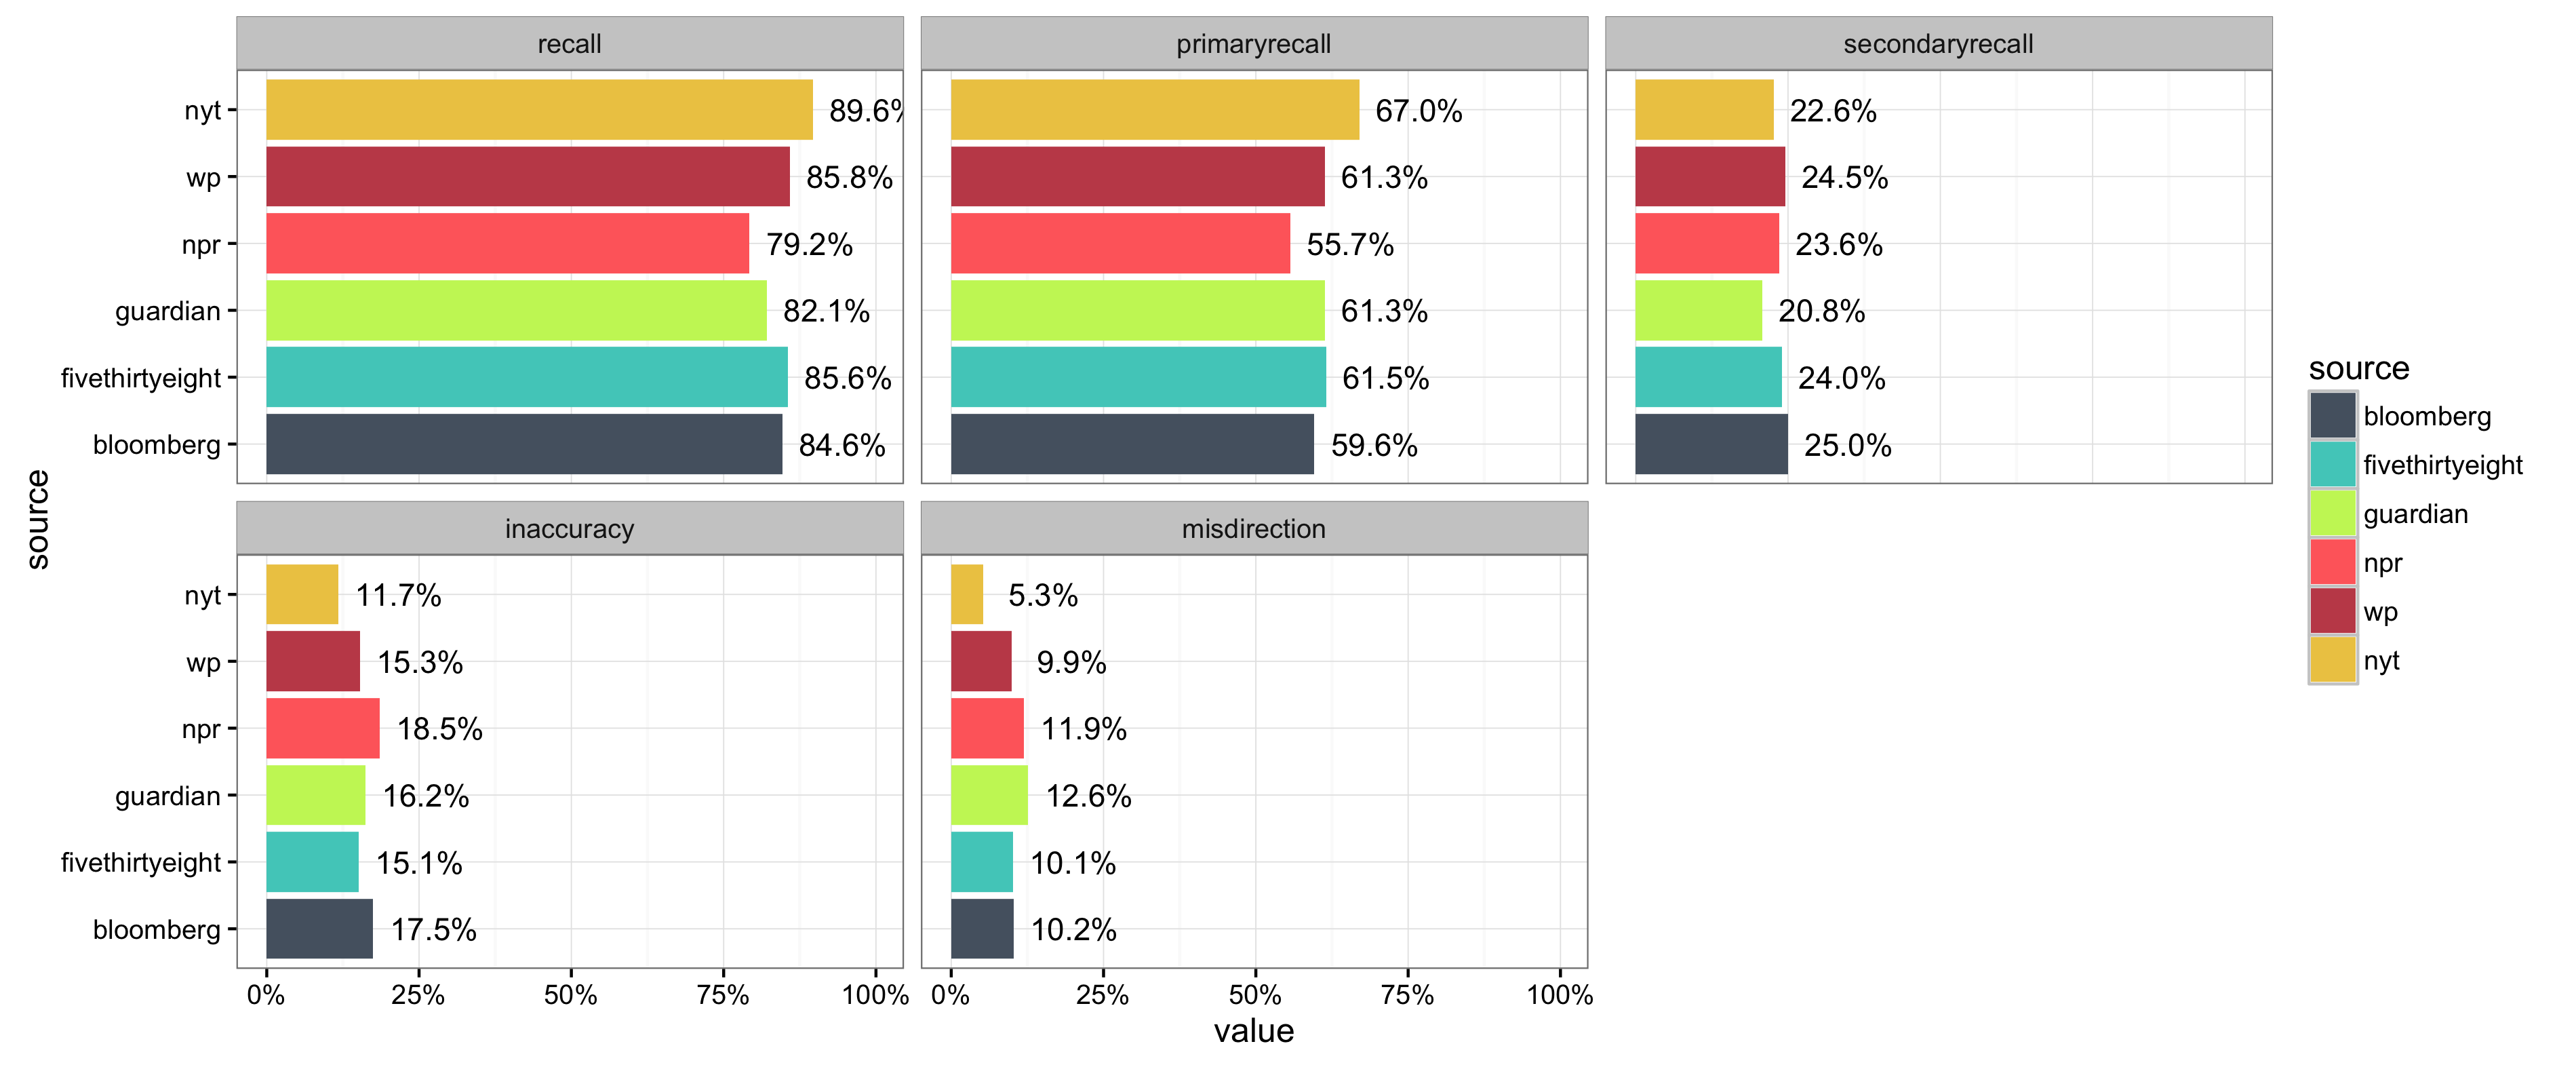 recall
primaryrecall
secondaryrecall
nyt
89.6%
67.0%
22.6%
wp
85.8%
61.3%
24.5%
npr
79.2%
55.7%
23.6%
guardian
82.1%
61.3%
20.8%
fivethirtyeight
85.6%
61.5%
24.0%
bloomberg
84.6%
59.6%
25.0%
source
inaccuracy
misdirection
nyt
11.7%
5.3%
wp
15.3%
9.9%
npr
18.5%
11.9%
guardian
16.2%
12.6%
fivethirtyeight
15.1%
10.1%
bloomberg
17.5%
10.2%
0% 25% 50% 75% 100%
0% 25% 50% 75% 100%
value
source
bloomberg
fivethirtyeight
guardian
npr
wp
nyt